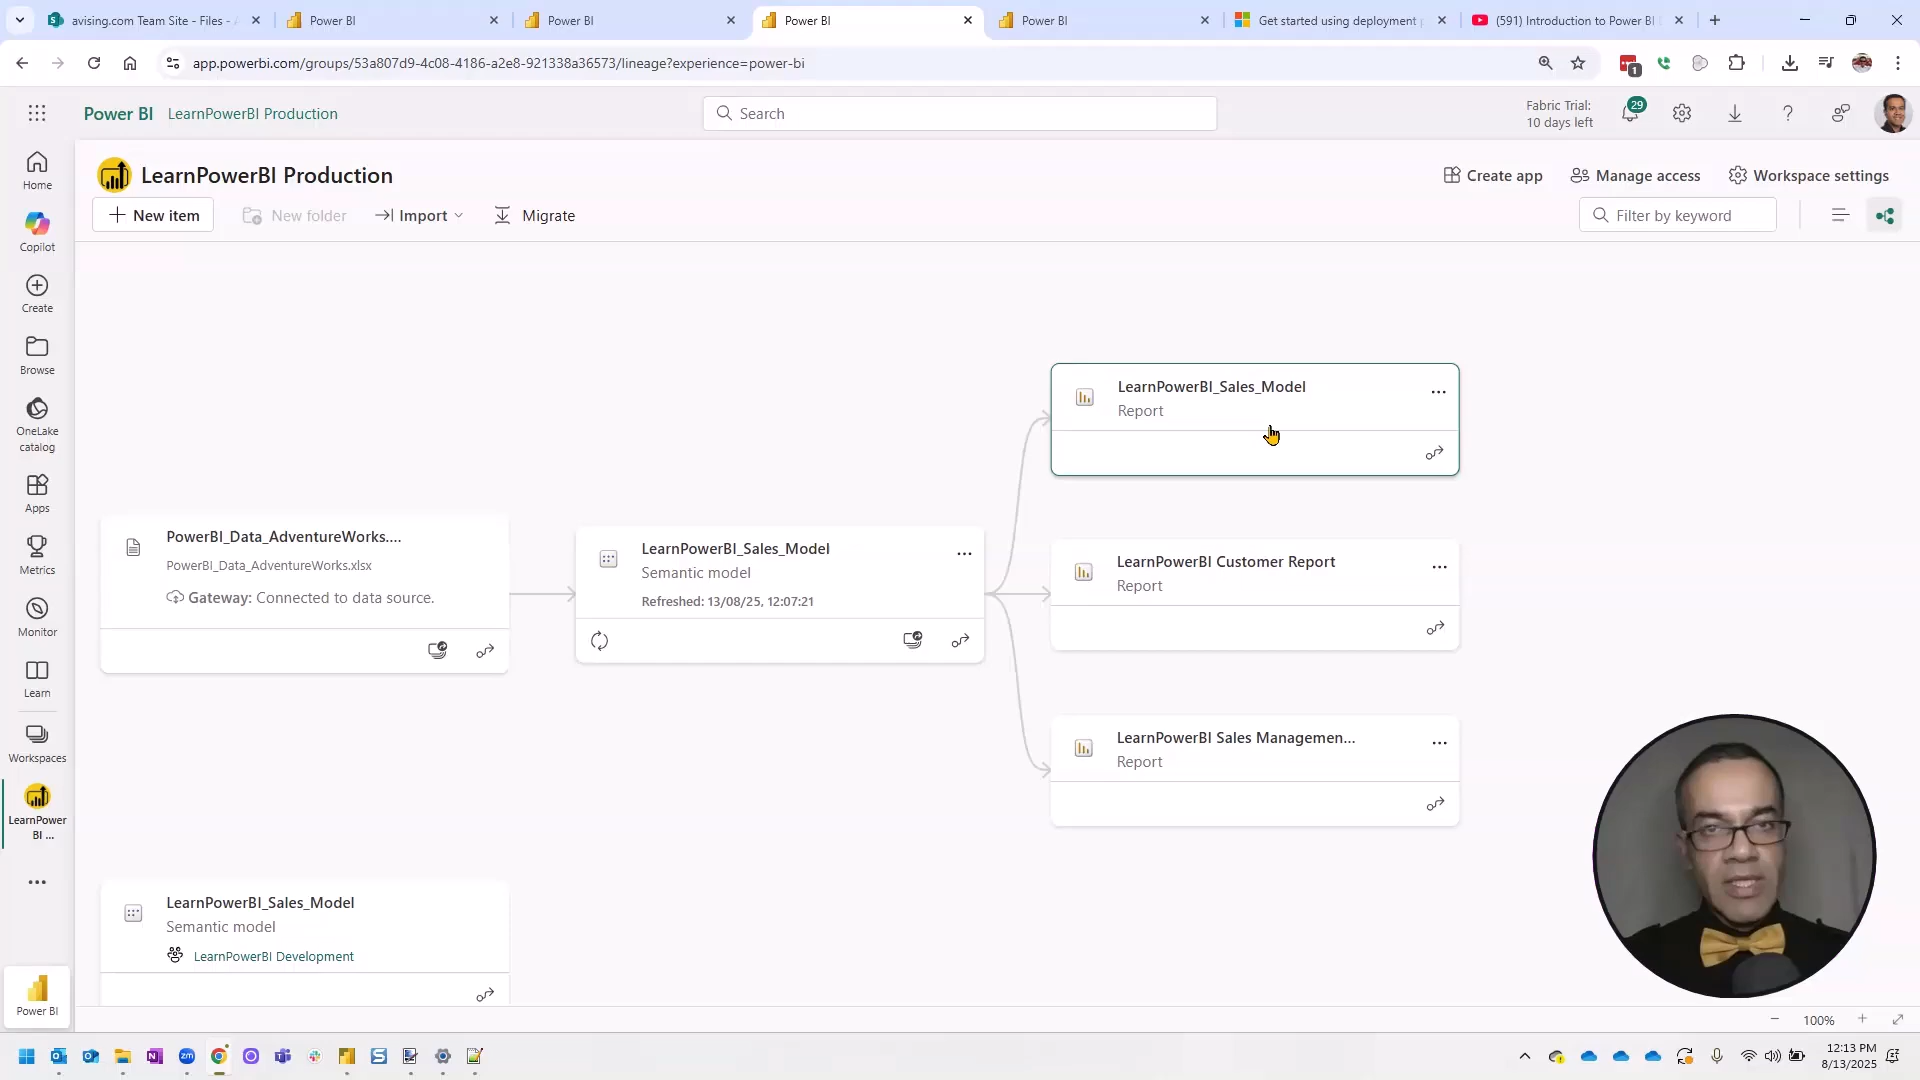 avising.com Team Site - Files -
Power BI
Power BI
Power BI
Power BI
Get started using deployment
(591) Introduction to Power BI
app.powerbi.com/groups/53a807d9-4c08-4186-a2e8-921338a36573/lineage?experience=power-bi
1
Power BI
LearnPowerBI Production
Search
Fabric Trial:
10 days left
29
Home
Copilot
Create
Browse
OneLake
catalog
Apps
Metrics
Monitor
Learn
Workspaces
LearnPower
BI ...
Power BI
LearnPowerBI Production
Create app
Manage access
Workspace settings
New item
New folder
Import
Migrate
Filter by keyword
PowerBI_Data_AdventureWorks....
PowerBI_Data_AdventureWorks.xlsx
Gateway: Connected to data source.
LearnPowerBI_Sales_Model
Semantic model
Refreshed: 13/08/25, 12:07:21
LearnPowerBI_Sales_Model
Report
LearnPowerBI Customer Report
Report
LearnPowerBI Sales Managemen...
Report
LearnPowerBI_Sales_Model
Semantic model
LearnPowerBI Development
100%
zm
12:13 PM
8/13/2025